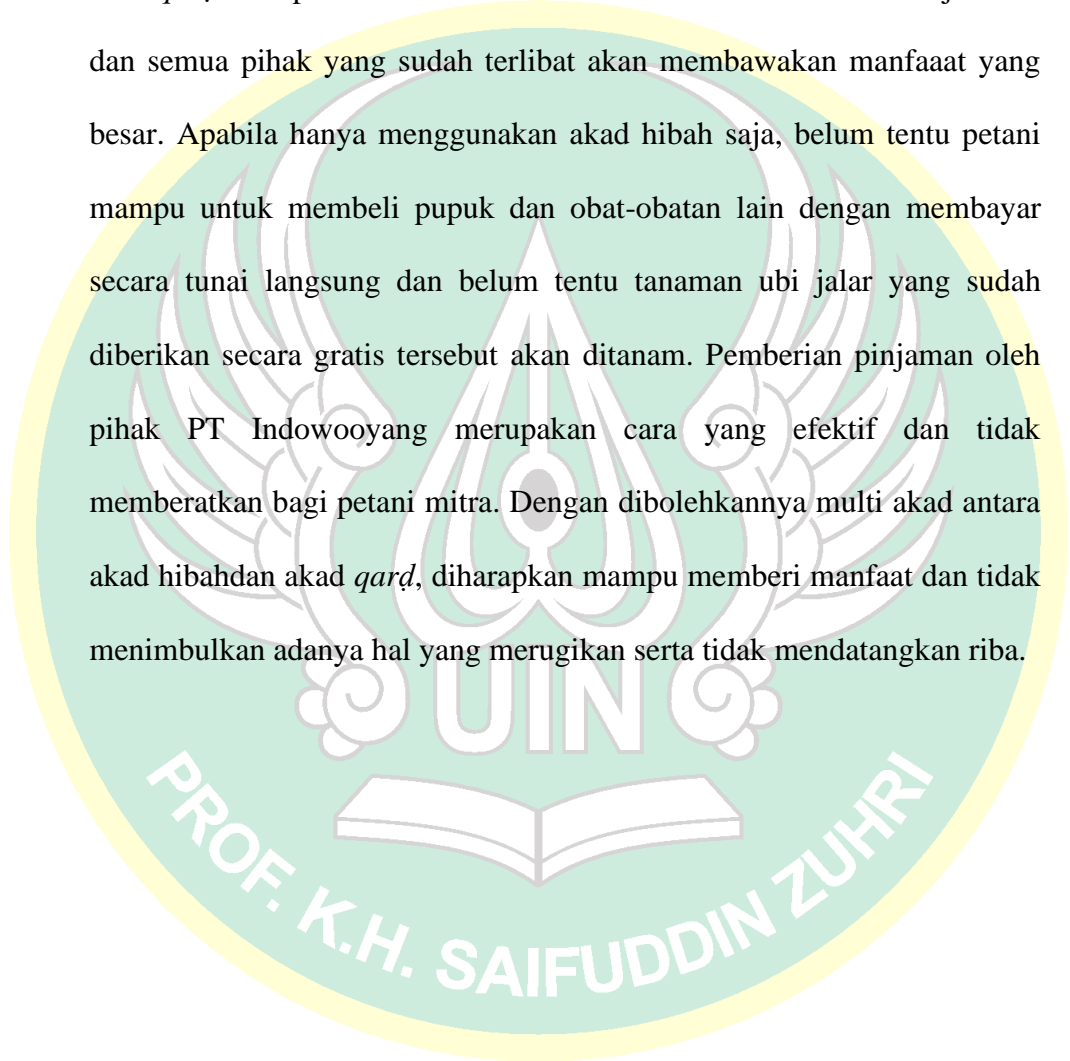 dan semua pihak yang sudah terlibat akan membawakan manfaaat yang
besar. Apabila hanya menggunakan akad hibah saja, belum tentu petani
mampu untuk membeli pupuk dan obat-obatan lain dengan membayar
secara tunai langsung dan belum tentu tanaman ubi jalar yang sudah
diberikan secara gratis tersebut akan ditanam. Pemberian pinjaman oleh
pihak PT Indowooyang merupakan cara yang efektif dan tidak
memberatkan bagi petani mitra. Dengan dibolehkannya multi akad antara
akad hibahdan akad qarḍ, diharapkan mampu memberi manfaat dan tidak
menimbulkan adanya hal yang merugikan serta tidak mendatangkan riba.
UIN
PROF. K.H. SAIFUDDIN ZUHRI